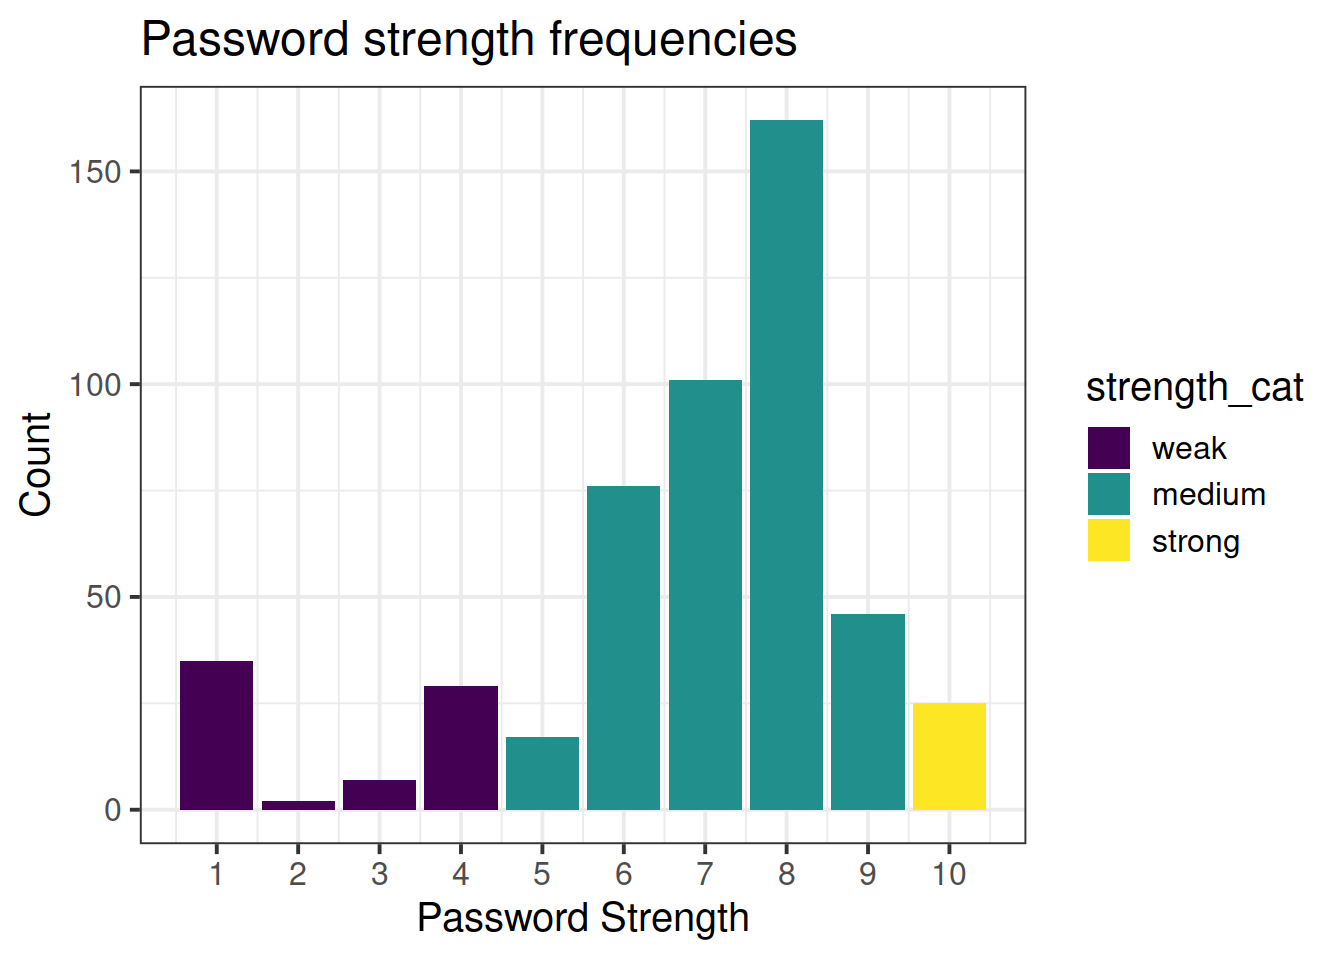 Password strength frequencies
150
100
50
0
Count
1 2 3 4 5 6 7 8 9 10
Password Strength
strength_cat
weak
medium
strong